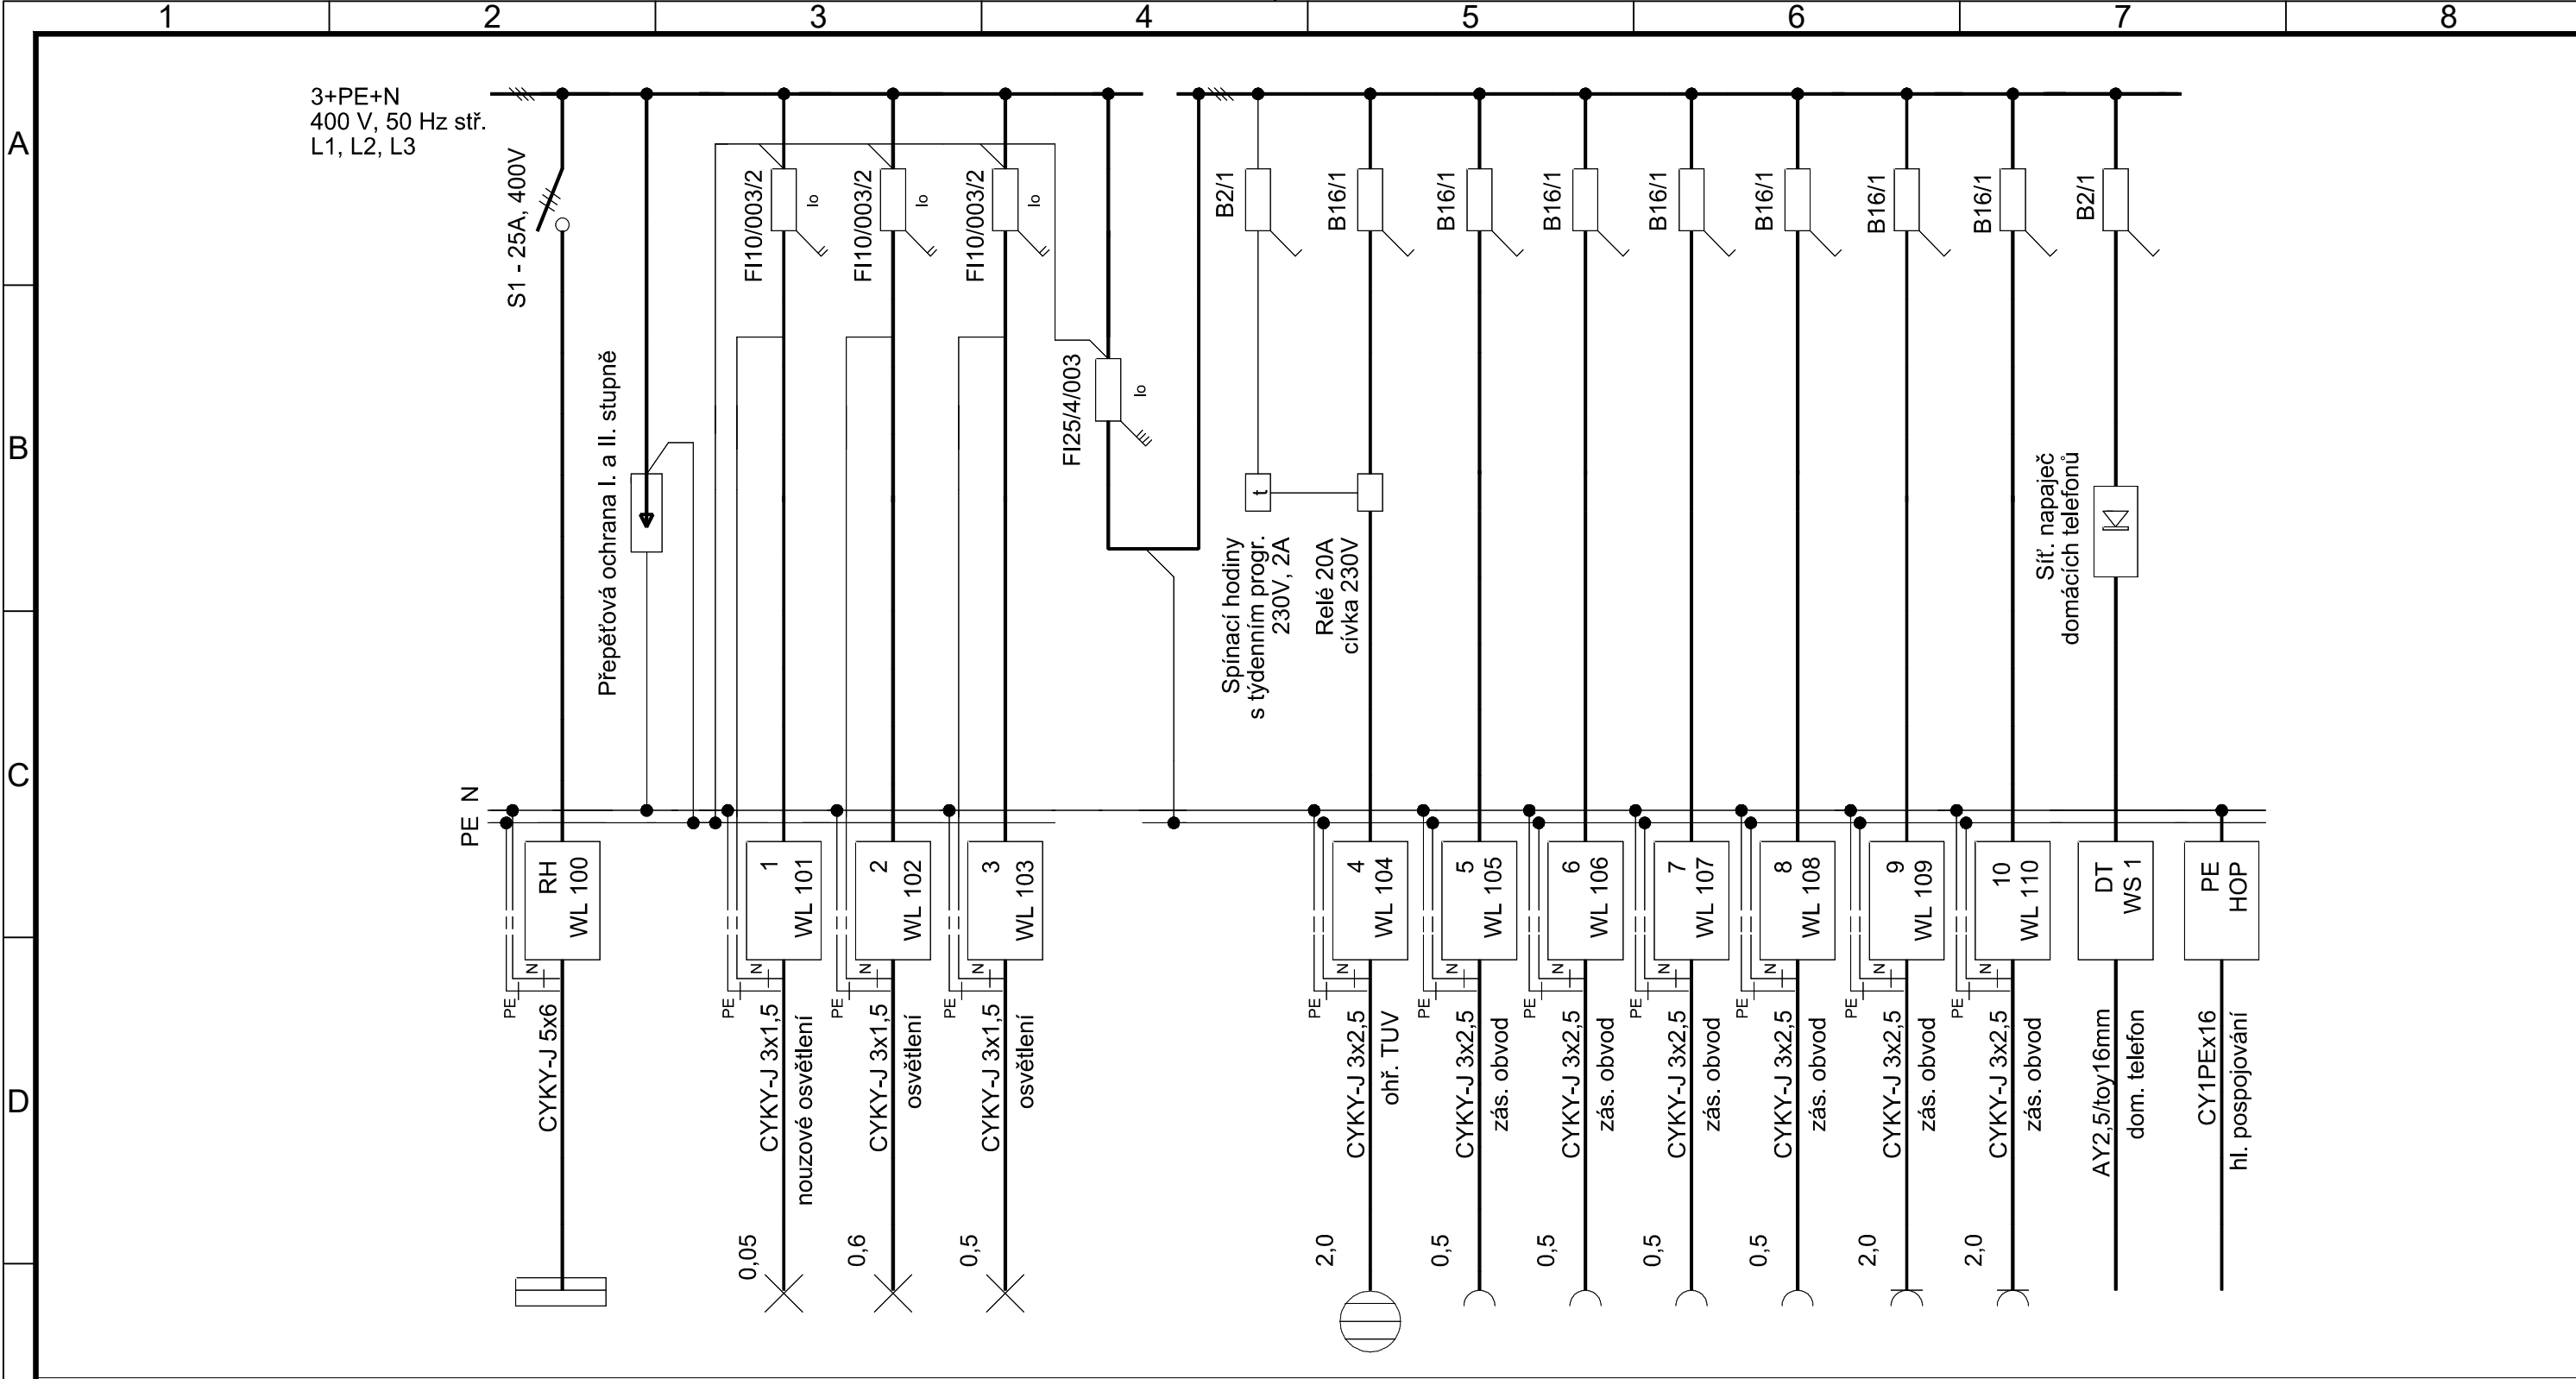 1 2 3 4 5 6 7 8
A
B
C
D
3+PE+N
400 V, 50 Hz stř.
L1, L2, L3
S1 - 25A, 400V
Přepěťová ochrana I. a II. stupně
FI10/003/2
Io
FI10/003/2
Io
FI10/003/2
Io
FI25/4/003
Io
B2/1
B16/1
B16/1
B16/1
B16/1
B16/1
B16/1
B16/1
B2/1
t
Spínací hodiny
s týdenním progr.
230V, 2A
Relé 20A
cívka 230V
Síť. napaječ
domácích telefonů
N
PE
RH
WL 100
1
WL 101
2
WL 102
3
WL 103
4
WL 104
5
WL 105
6
WL 106
7
WL 107
8
WL 108
9
WL 109
10
WL 110
DT
WS 1
PE
HOP
PE
N
PE
N
PE
N
PE
N
PE
N
PE
N
PE
N
PE
N
PE
N
PE
N
PE
N
CYKY-J 5x6
CYKY-J 3x1,5
nouzové osvětlení
CYKY-J 3x1,5
osvětlení
CYKY-J 3x1,5
osvětlení
CYKY-J 3x2,5
ohř. TUV
CYKY-J 3x2,5
zás. obvod
CYKY-J 3x2,5
zás. obvod
CYKY-J 3x2,5
zás. obvod
CYKY-J 3x2,5
zás. obvod
CYKY-J 3x2,5
zás. obvod
CYKY-J 3x2,5
zás. obvod
AY2,5/toy16mm
dom. telefon
CY1PEx16
hl. pospojování
0,05
0,6
0,5
2,0
0,5
0,5
0,5
0,5
2,0
2,0